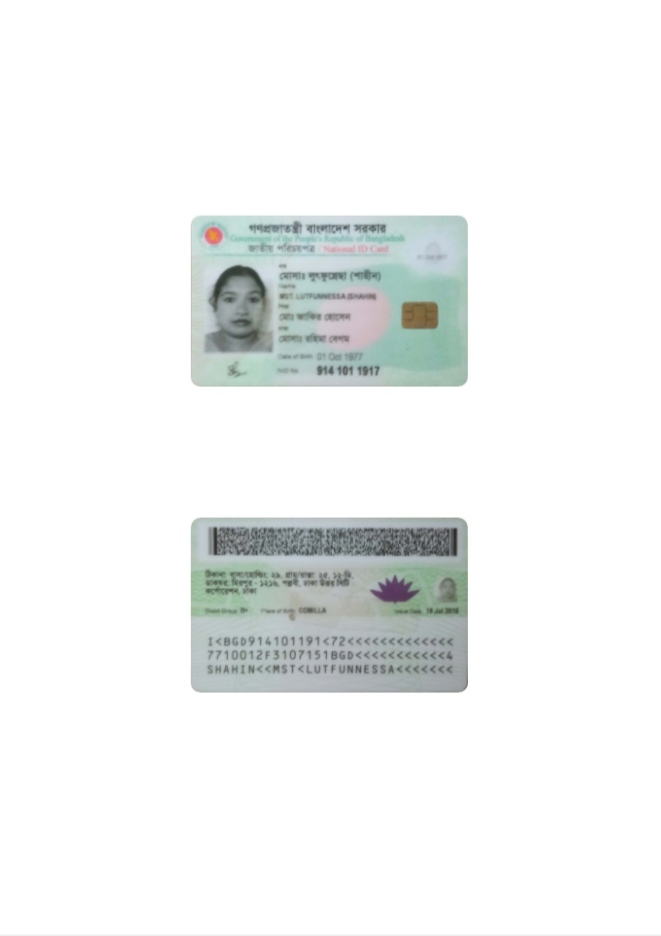 গণপ্রজাতন্ত্রী বাংলাদেশ সরকার
Government of the People's Republic of Bangladesh
জাতীয় পরিচয়পত্র / National ID Card
নাম
মোসাঃ লুৎফুন্নেছা (শাহীন)
Name
MST. LUTFUNNESSA (SHAHIN)
পিতা
মোঃ জাকির হোসেন
মাতা
মোসাঃ রহিমা বেগম
Date of Birth 01 Oct 1977
NID No. 914 101 1917
ঠিকানা: বাসা/হোল্ডিং: ২৯, গ্রাম/রাস্তা: ২৫, ১২-ডি,
ডাকঘর: মিরপুর - ১২১৬, পল্লবী, ঢাকা উত্তর সিটি
কর্পোরেশন, ঢাকা
Blood Group: Place of Birth: COMILLA Issue Date: Jul
I<BGD914101191<72<<<<<<<<<<<<<
7710012F3107151BGD<<<<<<<<<<<4
SHAHIN<<MST<LUTFUNNESSA<<<<<<<